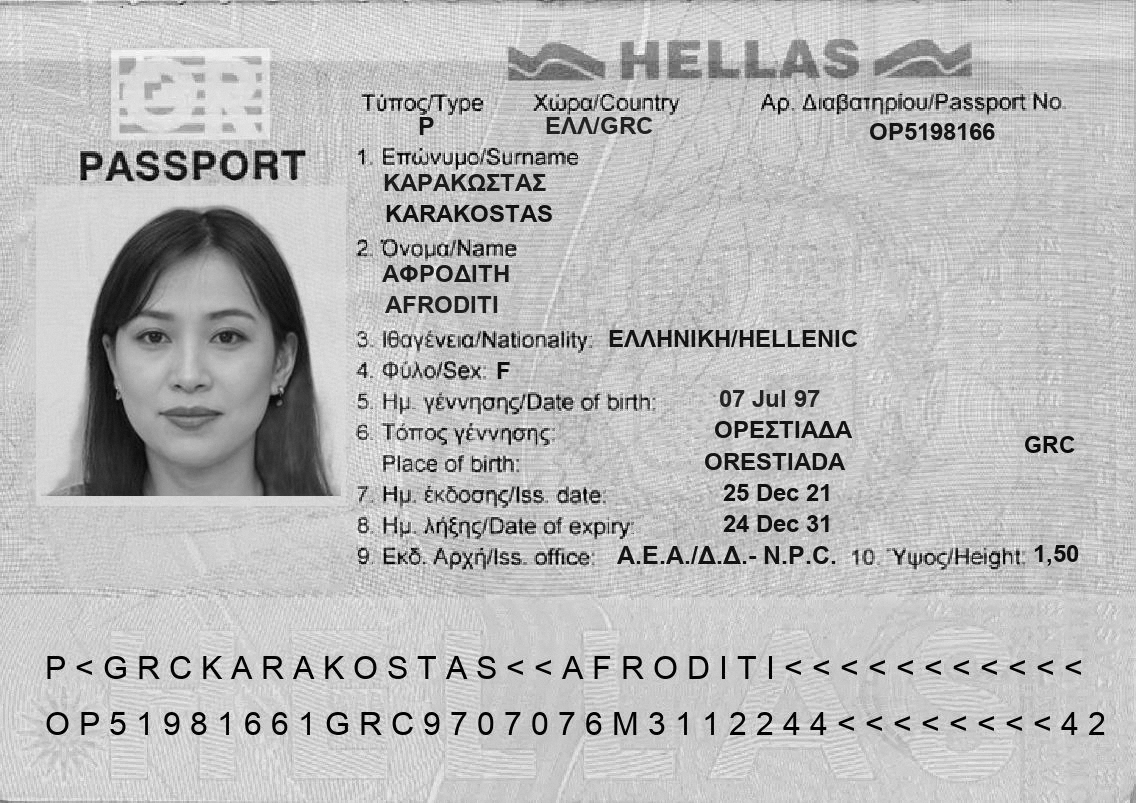 HELLAS
GR
PASSPORT
Τύπος/Type Χώρα/Country Αρ. Διαβατηρίου/Passport No.
P ΕΛΛ/GRC OP5198166
1. Επώνυμο/Surname
ΚΑΡΑΚΩΣΤΑΣ
KARAKOSTAS
2. Όνομα/Name
ΑΦΡΟΔΙΤΗ
AFRODITI
3. Ιθαγένεια/Nationality: ΕΛΛΗΝΙΚΗ/HELLENIC
4. Φύλο/Sex: F
5. Ημ. γέννησης/Date of birth: 07 Jul 97
6. Τόπος γέννησης: ΟΡΕΣΤΙΑΔΑ
Place of birth: ORESTIADA GRC
7. Ημ. έκδοσης/Iss. date: 25 Dec 21
8. Ημ. λήξης/Date of expiry: 24 Dec 31
9 Εκδ. Αρχή/Iss. office: Α.Ε.Α./Δ.Δ.- N.P.C. 10. Ύψος/Height: 1,50
HELLAS
P<GRCKARAKOSTAS<<AFRODITI<<<<<<<<<<<
OP51981661GRC9707076M3112244<<<<<<<<42